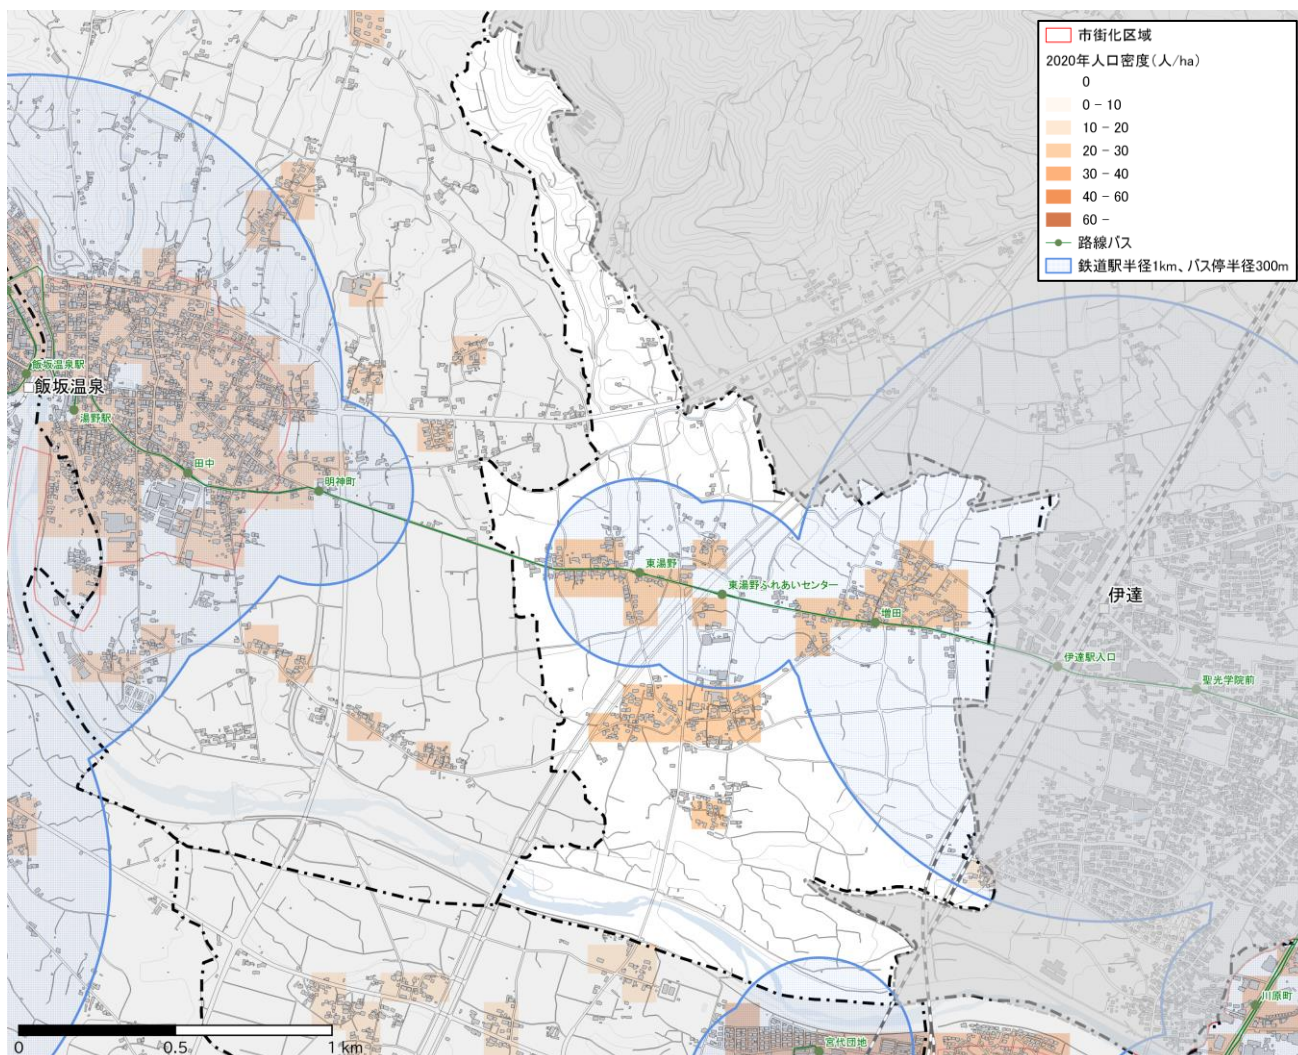 市街化区域
2020年人口密度(人/ha)
0
0 - 10
10 - 20
20 - 30
30 - 40
40 - 60
60 -
路線バス
鉄道駅半径1km、バス停半径300m
飯坂温泉駅
飯坂温泉
湯野駅
田中
明神町
東湯野
東湯野ふれあいセンター
増田
伊達
伊達駅入口
聖光学院前
川原町
宮代団地
0
0.5
1 km